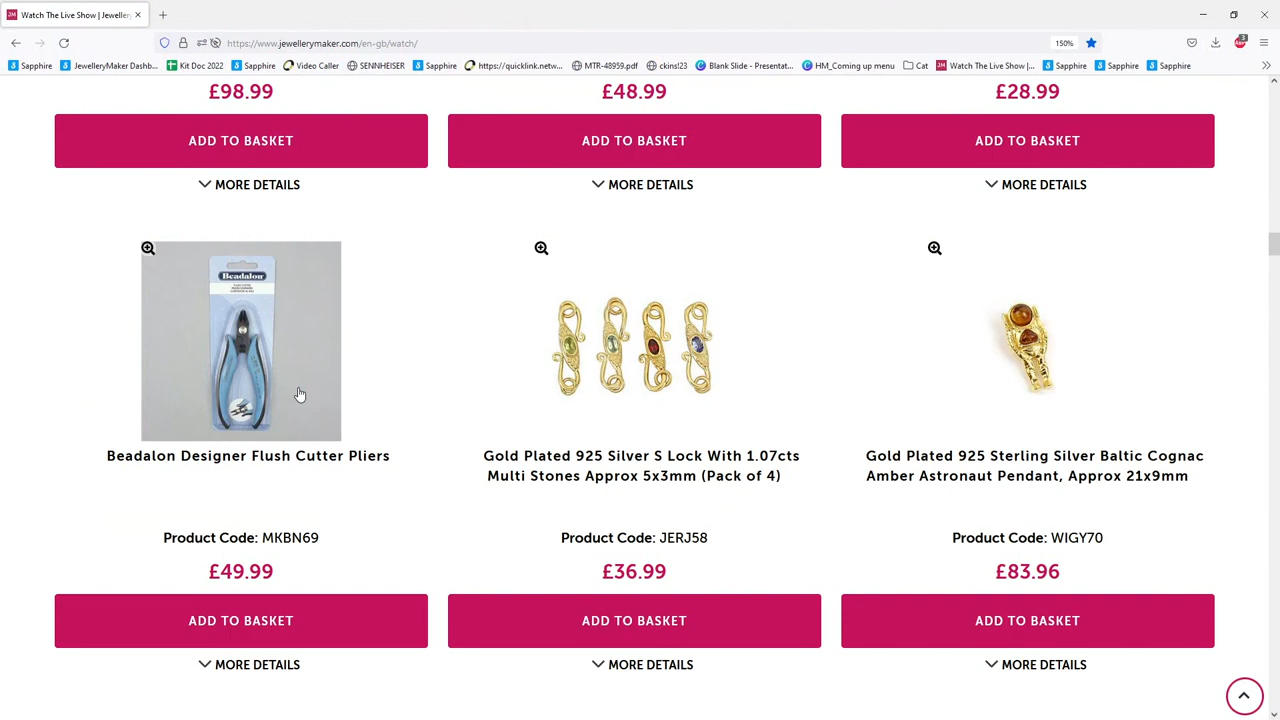 Watch The Live Show | Jeweller
https://www.jewellerymaker.com/en-gb/watch/
150%
Sapphire
JewelleryMaker Dashb...
Kit Doc 2022
Sapphire
Video Caller
SENNHEISER
Sapphire
https://quicklink.netw...
MTR-48959.pdf
ckins!23
Blank Slide - Presentat...
HM_Coming up menu
Cat
Watch The Live Show |...
Sapphire
Sapphire
Sapphire
£98.99
£48.99
£28.99
ADD TO BASKET
ADD TO BASKET
ADD TO BASKET
MORE DETAILS
MORE DETAILS
MORE DETAILS
Beadalon
Beadalon Designer Flush Cutter Pliers
Gold Plated 925 Silver S Lock With 1.07cts
Multi Stones Approx 5x3mm (Pack of 4)
Gold Plated 925 Sterling Silver Baltic Cognac
Amber Astronaut Pendant, Approx 21x9mm
Product Code: MKBN69
Product Code: JERJ58
Product Code: WIGY70
£49.99
£36.99
£83.96
ADD TO BASKET
ADD TO BASKET
ADD TO BASKET
MORE DETAILS
MORE DETAILS
MORE DETAILS